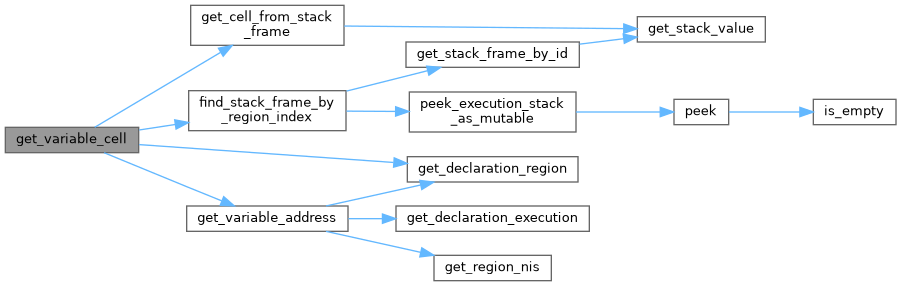 get_cell_from_stack
_frame
get_stack_value
get_stack_frame_by_id
find_stack_frame_by
_region_index
peek_execution_stack
_as_mutable
peek
is_empty
get_variable_cell
get_declaration_region
get_variable_address
get_declaration_execution
get_region_nis